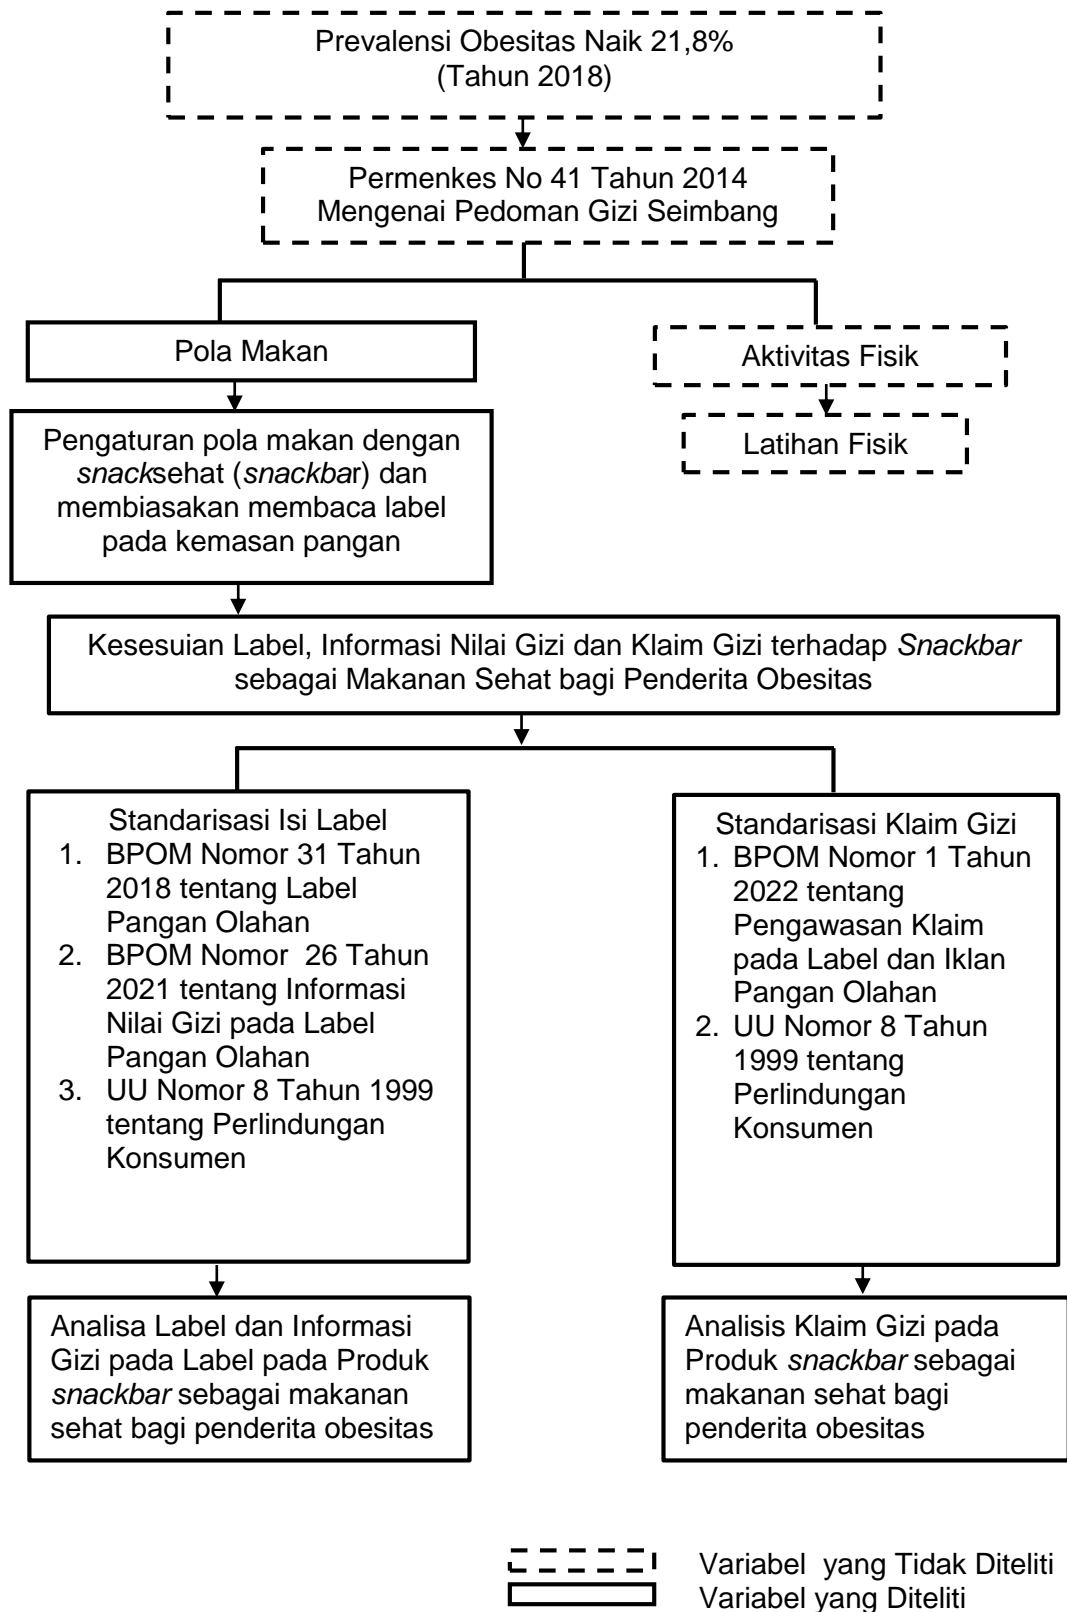 Prevalensi Obesitas Naik 21,8%
(Tahun 2018)
Permenkes No 41 Tahun 2014
Mengenai Pedoman Gizi Seimbang
Pola Makan
Aktivitas Fisik
Latihan Fisik
Pengaturan pola makan dengan
snacksehat (snackbar) dan
membiasakan membaca label
pada kemasan pangan
Kesesuian Label, Informasi Nilai Gizi dan Klaim Gizi terhadap Snackbar
sebagai Makanan Sehat bagi Penderita Obesitas
Standarisasi Isi Label
1. BPOM Nomor 31 Tahun
2018 tentang Label
Pangan Olahan
2. BPOM Nomor 26 Tahun
2021 tentang Informasi
Nilai Gizi pada Label
Pangan Olahan
3. UU Nomor 8 Tahun 1999
tentang Perlindungan
Konsumen
Standarisasi Klaim Gizi
1. BPOM Nomor 1 Tahun
2022 tentang
Pengawasan Klaim
pada Label dan Iklan
Pangan Olahan
2. UU Nomor 8 Tahun
1999 tentang
Perlindungan
Konsumen
Analisa Label dan Informasi
Gizi pada Label pada Produk
snackbar sebagai makanan
sehat bagi penderita obesitas
Analisis Klaim Gizi pada
Produk snackbar sebagai
makanan sehat bagi
penderita obesitas
Variabel yang Tidak Diteliti
Variabel yang Diteliti